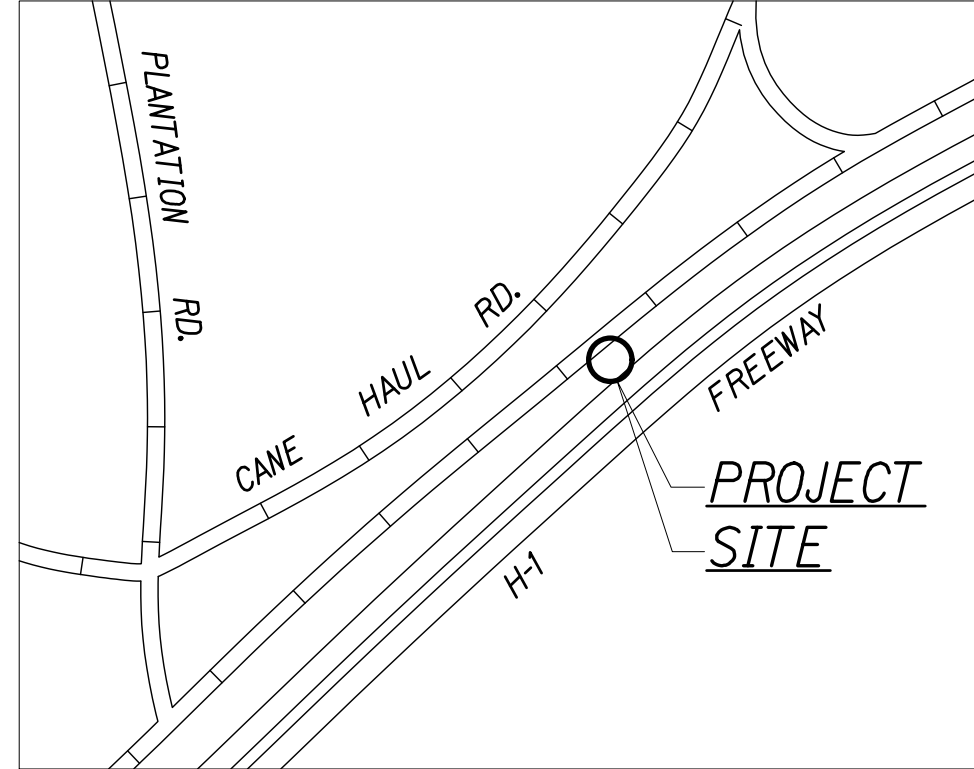 PLANTATION RD.
CANE HAUL RD.
H-1 FREEWAY
PROJECT
SITE